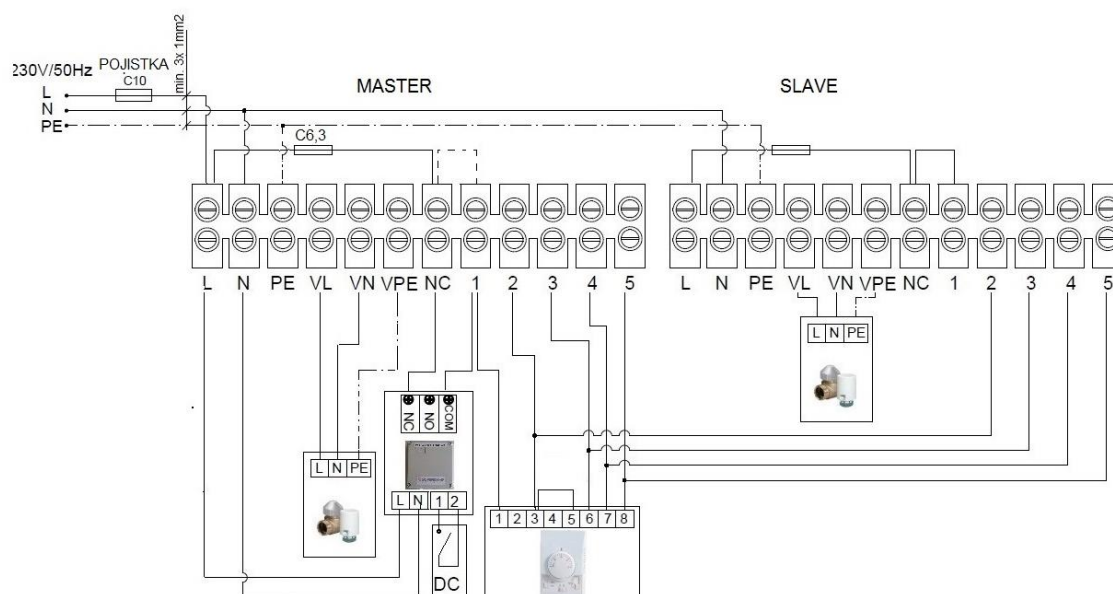 230V/50Hz
POJISTKA
C10
min. 3x 1mm2
L
N
PE
MASTER
SLAVE
C6,3
L N PE VL VN VPE NC 1 2 3 4 5
L N PE VL VN VPE NC 1 2 3 4 5
L N PE
NC NO COM
L N PE
L N 1 2
1 2 3 4 5 6 7 8
DC